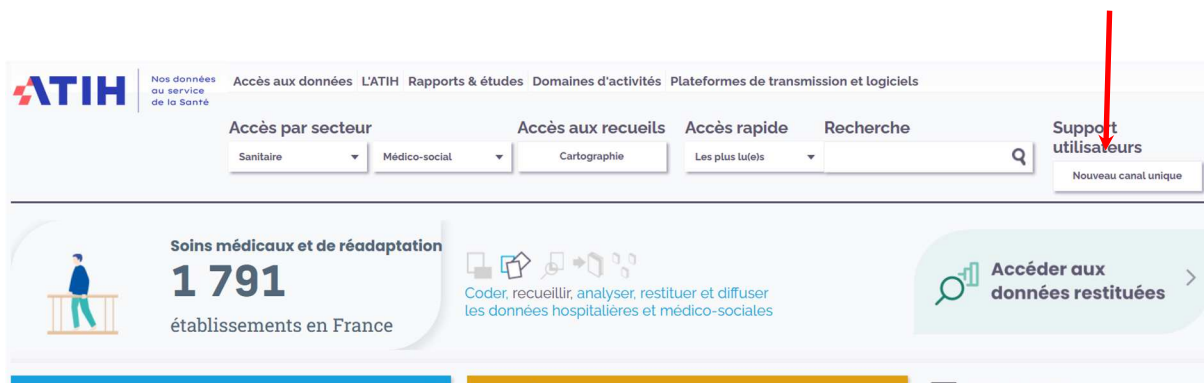 ATIH
Nos données
au service
de la Santé
Accès aux données L'ATIH Rapports & études Domaines d'activités Plateformes de transmission et logiciels
Accès par secteur
Accès aux recueils
Accès rapide
Recherche
Support
utilisateurs
Sanitaire
Médico-social
Cartographie
Les plus lu(e)s
Nouveau canal unique
Soins médicaux et de réadaptation
1 791
établissements en France
Coder, recueillir, analyser, restituer et diffuser
les données hospitalières et médico-sociales
Accéder aux
données restituées